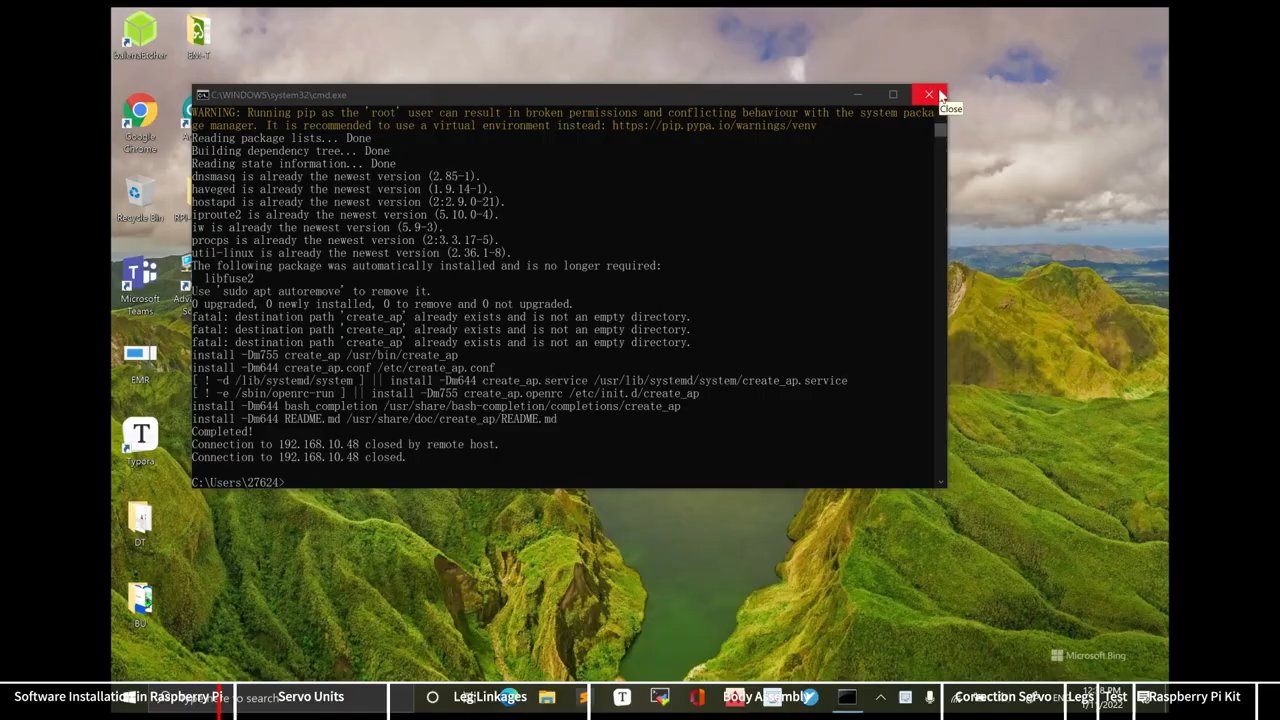 balenaEtcher
EM-T
C:\WINDOWS\system32\cmd.exe
Close
WARNING: Running pip as the 'root' user can result in broken permissions and conflicting behaviour with the system packa
ge manager. It is recommended to use a virtual environment instead: https://pip.pypa.io/warnings/venv
Reading package lists... Done
Building dependency tree... Done
Reading state information... Done
dnsmasq is already the newest version (2.85-1).
haveged is already the newest version (1.9.14-1).
hostapd is already the newest version (2:2.9.0-21).
iproute2 is already the newest version (5.10.0-4).
iw is already the newest version (5.9-3).
procps is already the newest version (2:3.3.17-5).
util-linux is already the newest version (2.36.1-8).
The following package was automatically installed and is no longer required:
libfuse2
Use 'sudo apt autoremove' to remove it.
0 upgraded, 0 newly installed, 0 to remove and 0 not upgraded.
fatal: destination path 'create_ap' already exists and is not an empty directory.
fatal: destination path 'create_ap' already exists and is not an empty directory.
fatal: destination path 'create_ap' already exists and is not an empty directory.
install -Dm755 create_ap /usr/bin/create_ap
install -Dm644 create_ap.conf /etc/create_ap.conf
[ ! -d /lib/systemd/system ] || install -Dm644 create_ap.service /usr/lib/systemd/system/create_ap.service
[ ! -e /sbin/openrc-run ] || install -Dm755 create_ap.openrc /etc/init.d/create_ap
install -Dm644 bash_completion /usr/share/bash-completion/completions/create_ap
install -Dm644 README.md /usr/share/doc/create_ap/README.md
Completed!
Connection to 192.168.10.48 closed by remote host.
Connection to 192.168.10.48 closed.
C:\Users\27624>
Google
Chrome
Recycle Bin
Microsoft
Teams
EMR
Typora
DT
BU
Microsoft Bing
Software Installation in Raspberry Pi
Servo Units
Leg Linkages
Body Assembly
Conection Servo
Legs
Test
Raspberry Pi Kit